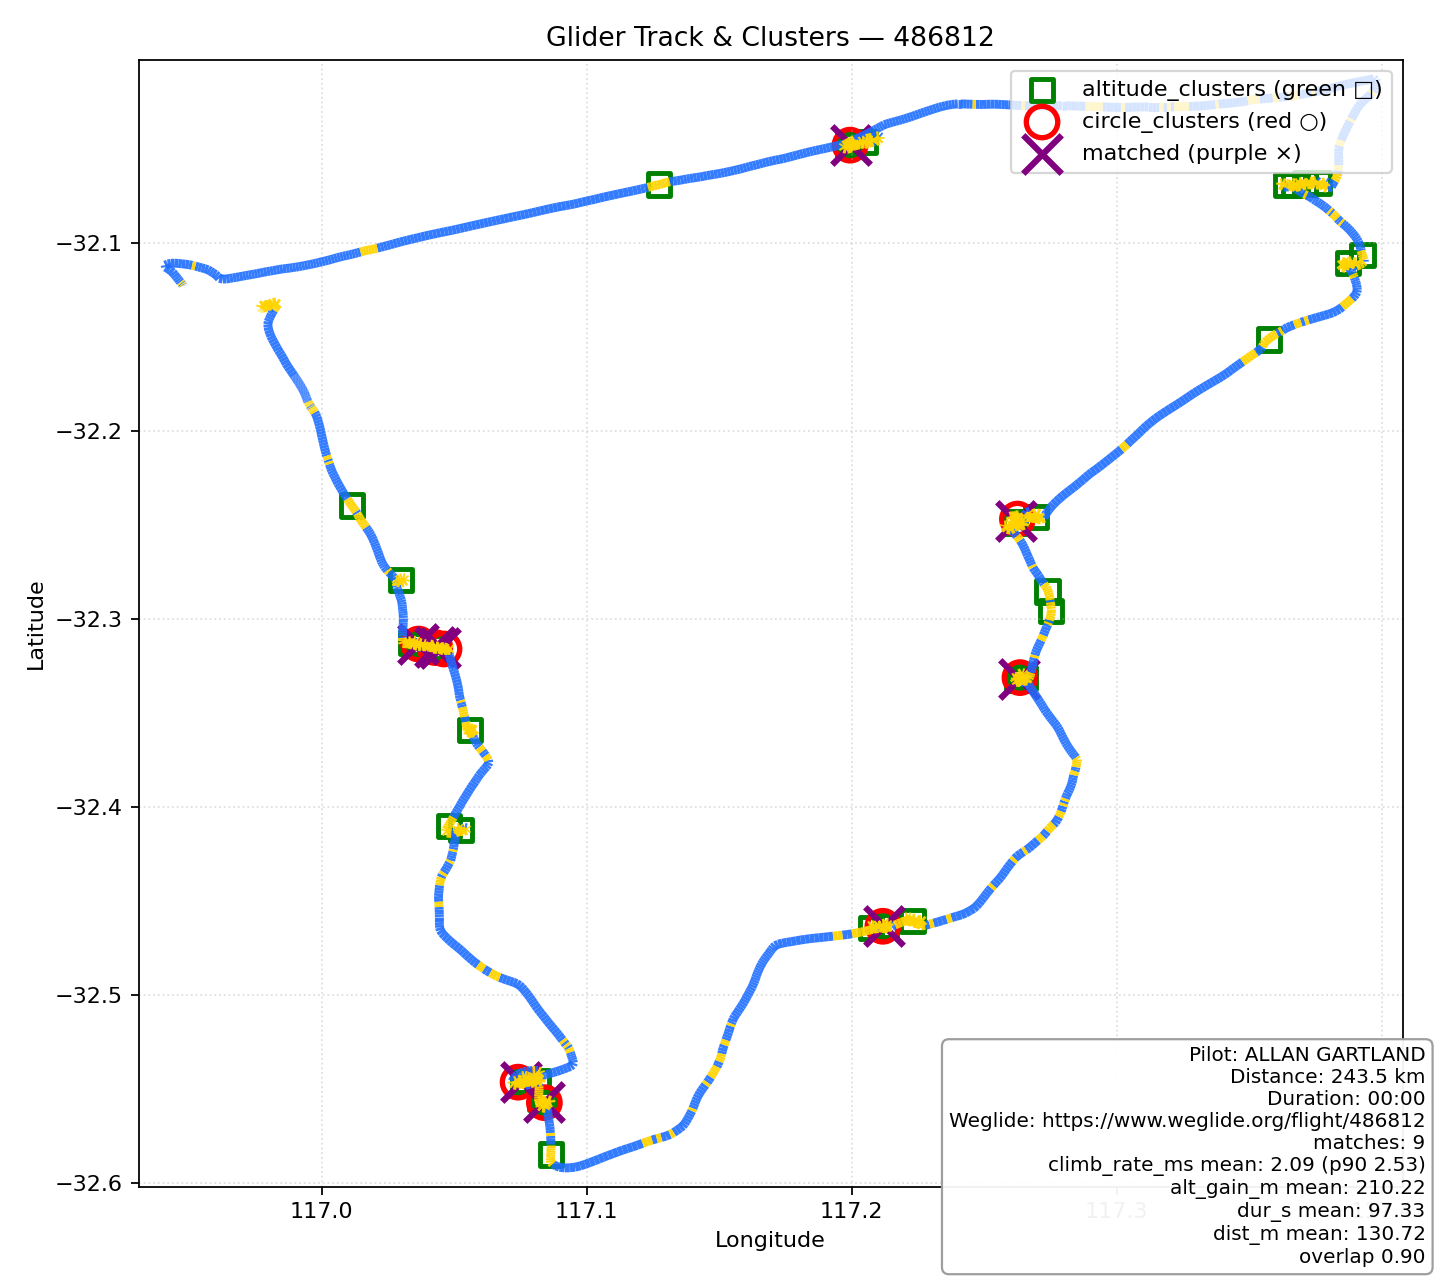 Glider Track & Clusters — 486812
altitude_clusters (green □)
circle_clusters (red ○)
matched (purple ×)
−32.1
−32.2
−32.3
−32.4
−32.5
−32.6
Latitude
117.0
117.1
117.2
117.3
Longitude
Pilot: ALLAN GARTLAND
Distance: 243.5 km
Duration: 00:00
Weglide: https://www.weglide.org/flight/486812
matches: 9
climb_rate_ms mean: 2.09 (p90 2.53)
alt_gain_m mean: 210.22
dur_s mean: 97.33
dist_m mean: 130.72
overlap 0.90